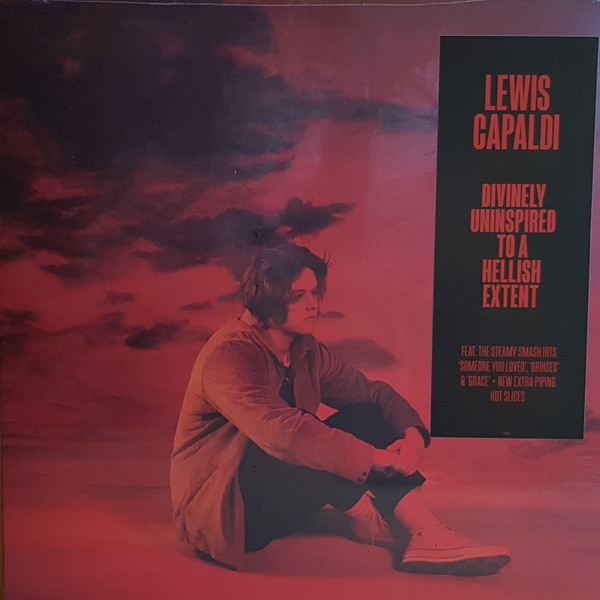 LEWIS
CAPALDI
DIVINELY
UNINSPIRED
TO A
HELLISH
EXTENT
FEAT. THE STEAMY SMASH HITS
'SOMEONE YOU LOVED', 'BRUISES'
& 'GRACE' + NEW EXTRA PIPING
HOT SLICES